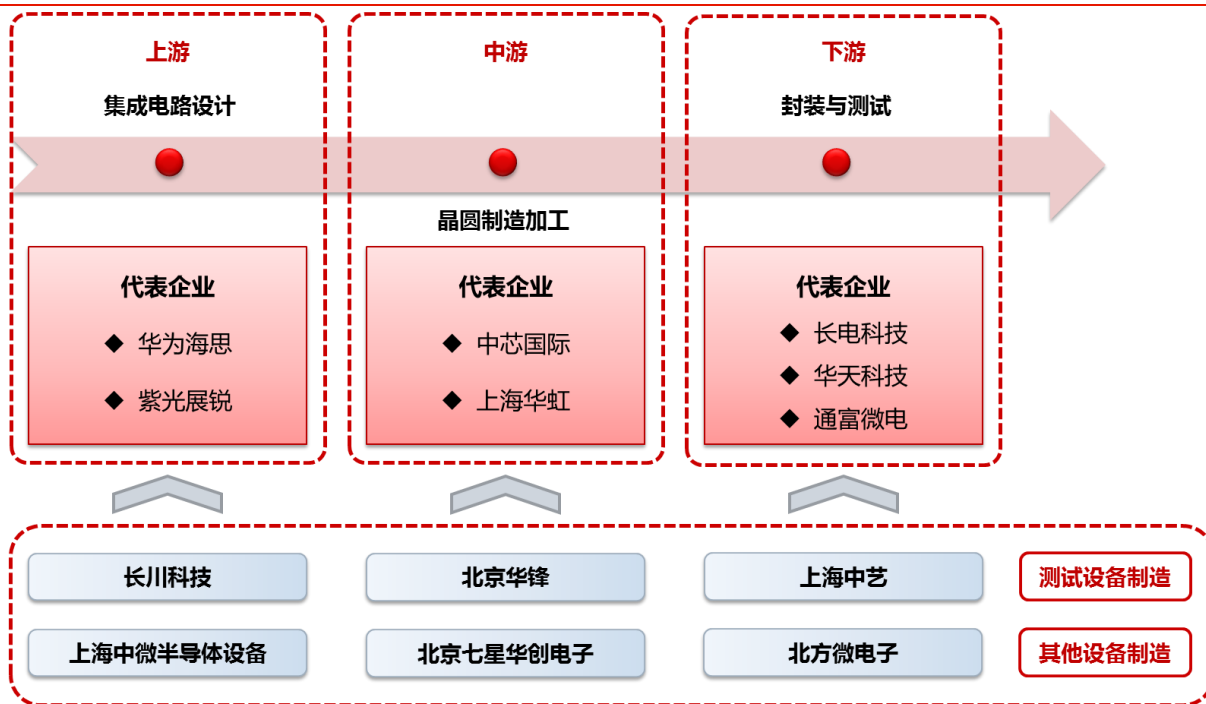 上游
集成电路设计
中游
晶圆制造加工
下游
封装与测试
代表企业
◆ 华为海思
◆ 紫光展锐
代表企业
◆ 中芯国际
◆ 上海华虹
代表企业
◆ 长电科技
◆ 华天科技
◆ 通富微电
长川科技
北京华锋
上海中艺
测试设备制造
上海中微半导体设备
北京七星华创电子
北方微电子
其他设备制造